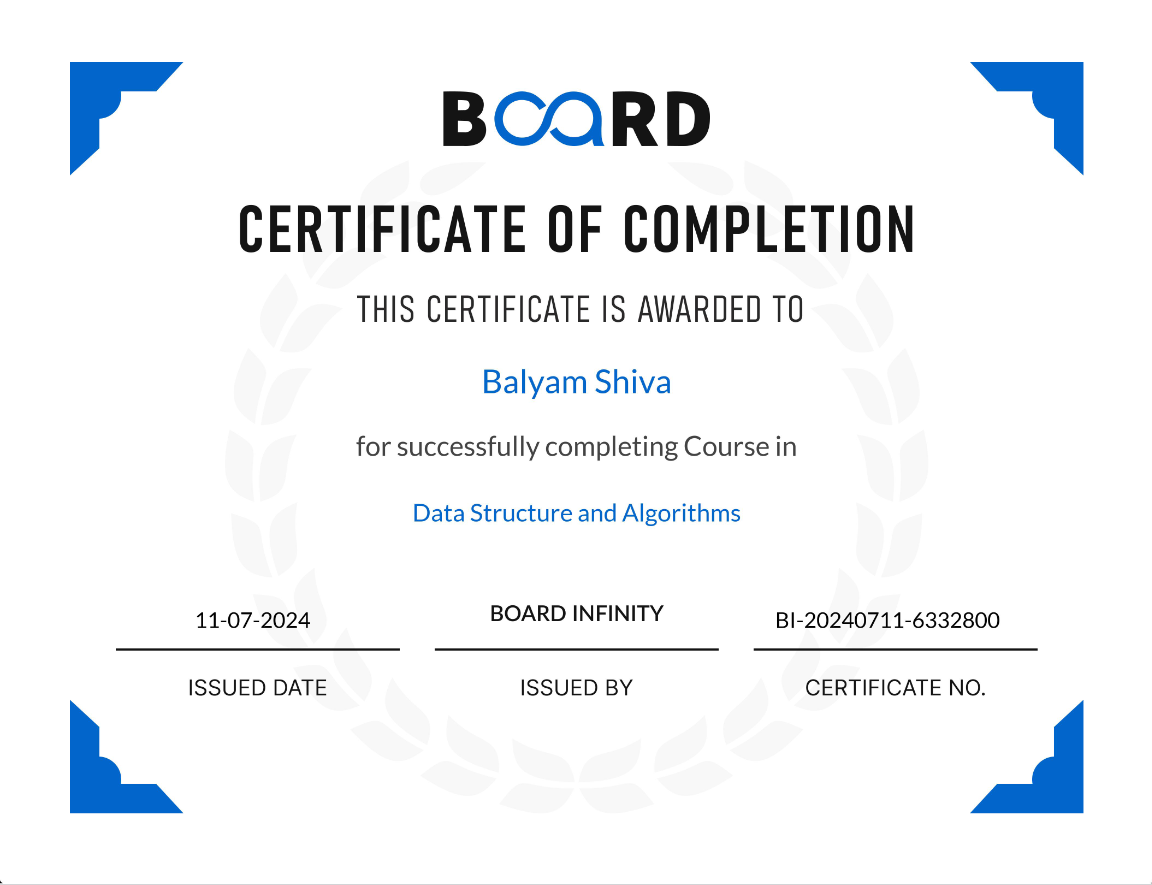 BOARD
CERTIFICATE OF COMPLETION
THIS CERTIFICATE IS AWARDED TO
Balyam Shiva
for successfully completing Course in
Data Structure and Algorithms
11-07-2024
BOARD INFINITY
BI-20240711-6332800
ISSUED DATE
ISSUED BY
CERTIFICATE NO.